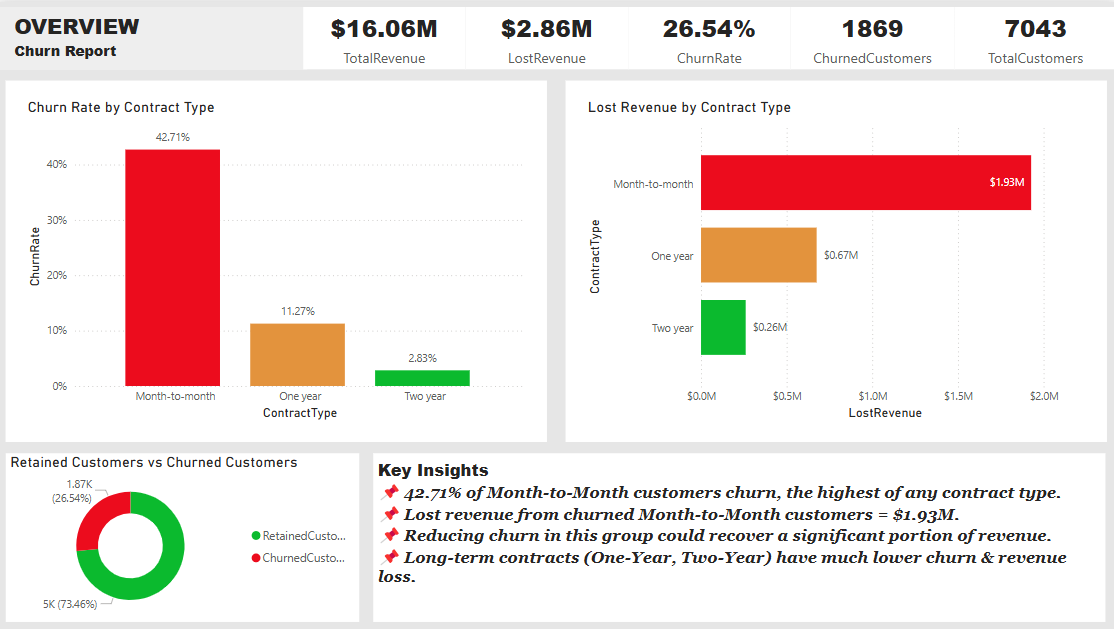 OVERVIEW
Churn Report
$16.06M
TotalRevenue
$2.86M
LostRevenue
26.54%
ChurnRate
1869
ChurnedCustomers
7043
TotalCustomers
Churn Rate by Contract Type
42.71%
40%
30%
20%
10%
0%
11.27%
2.83%
ChurnRate
Month-to-month
One year
Two year
ContractType
Lost Revenue by Contract Type
ContractType
Month-to-month
$1.93M
One year
$0.67M
Two year
$0.26M
$0.0M
$0.5M
$1.0M
$1.5M
$2.0M
LostRevenue
Retained Customers vs Churned Customers
1.87K
(26.54%)
5K (73.46%)
RetainedCusto...
ChurnedCusto...
Key Insights
📌 42.71% of Month-to-Month customers churn, the highest of any contract type.
📌 Lost revenue from churned Month-to-Month customers = $1.93M.
📌 Reducing churn in this group could recover a significant portion of revenue.
📌 Long-term contracts (One-Year, Two-Year) have much lower churn & revenue
loss.